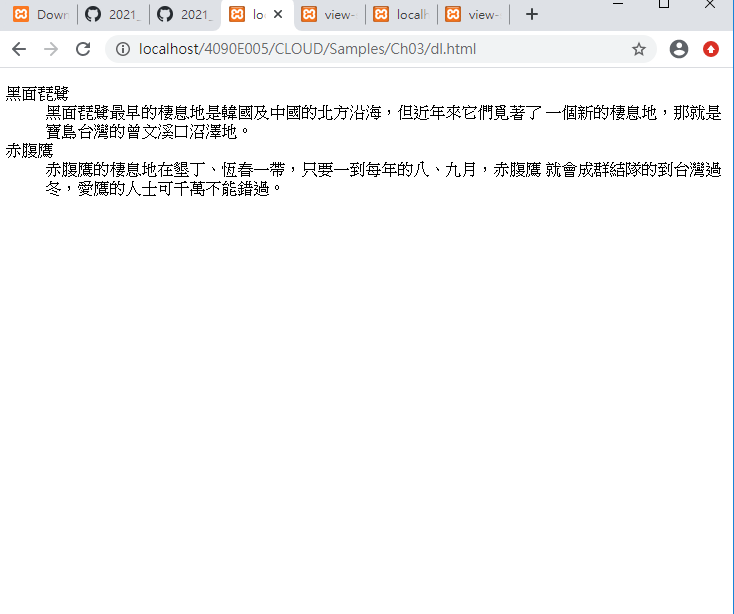 Down 2021_ 2021_ lo view- localh view-
localhost/4090E005/CLOUD/Samples/Ch03/dl.html
黑面琵鷺
黑面琵鷺最早的棲息地是韓國及中國的北方沿海，但近年來它們覓著了 一個新的棲息地，那就是
寶島台灣的曾文溪口沼澤地。
赤腹鷹
赤腹鷹的棲息地在墾丁、恆春一帶，只要一到每年的八、九月，赤腹鷹 就會成群結隊的到台灣過
冬，愛鷹的人士可千萬不能錯過。